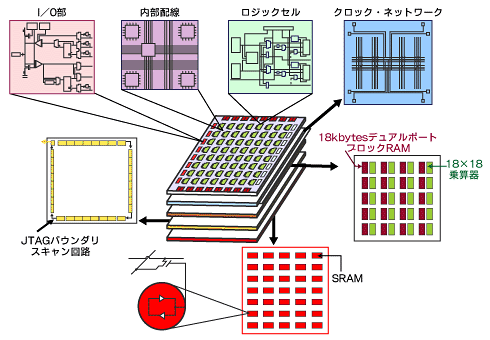 I/O部
内部配線
ロジックセル
クロック・ネットワーク
18kbytesデュアルポート
ブロックRAM
18×18
乗算器
JTAGバウンダリ
スキャン回路
SRAM